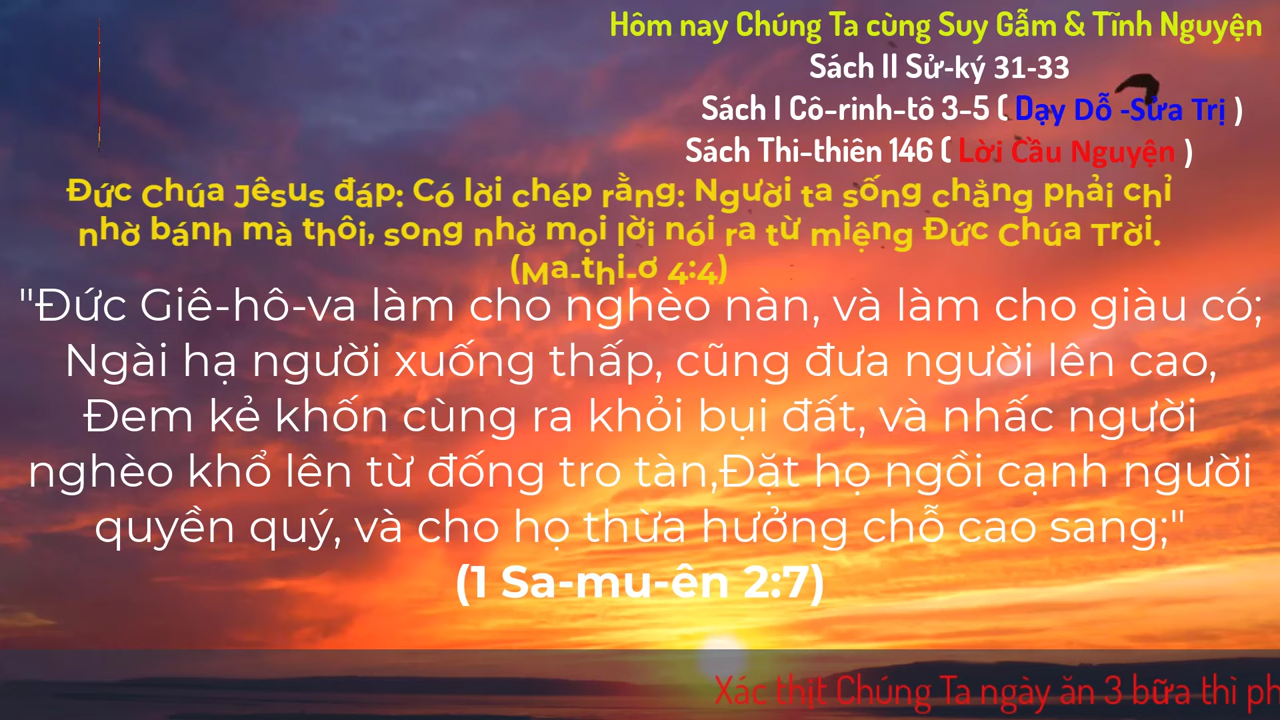 Hôm nay Chúng Ta cùng Suy Gẫm & Tĩnh Nguyện
Sách II Sử-ký 31-33
Sách I Cô-rinh-tô 3-5 ( Dạy Dỗ -Sửa Trị )
Sách Thi-thiên 146 ( Lời Cầu Nguyện )
Đức Chúa Jêsus đáp: Có lời chép rằng: Người ta sống chẳng phải chỉ
nhờ bánh mà thôi, song nhờ mọi lời nói ra từ miệng Đức Chúa Trời.
(Ma-thi-ơ 4:4)
"Đức Giê-hô-va làm cho nghèo nàn, và làm cho giàu có;
Ngài hạ người xuống thấp, cũng đưa người lên cao,
Đem kẻ khốn cùng ra khỏi bụi đất, và nhấc người
nghèo khổ lên từ đống tro tàn,Đặt họ ngồi cạnh người
quyền quý, và cho họ thừa hưởng chỗ cao sang;"
(1 Sa-mu-ên 2:7)
Xác thịt Chúng Ta ngày ăn 3 bữa thì ph